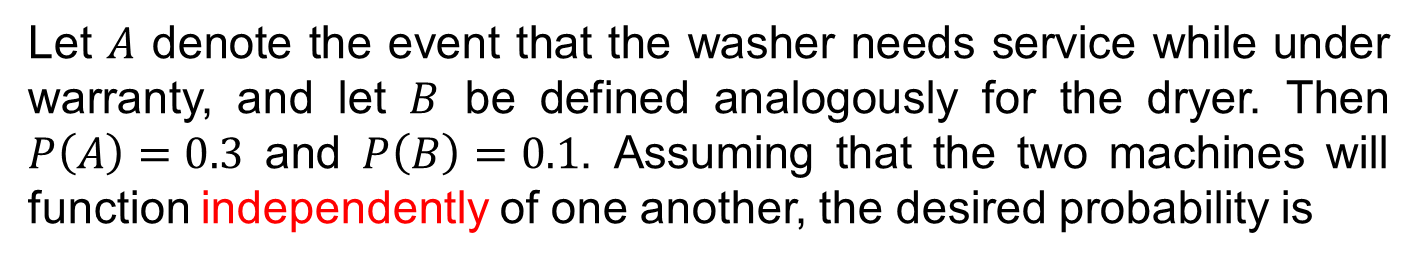 Let A denote the event that the washer needs service while under
warranty, and let B be defined analogously for the dryer. Then
P(A) = 0.3 and P(B) = 0.1. Assuming that the two machines will
function independently of one another, the desired probability is